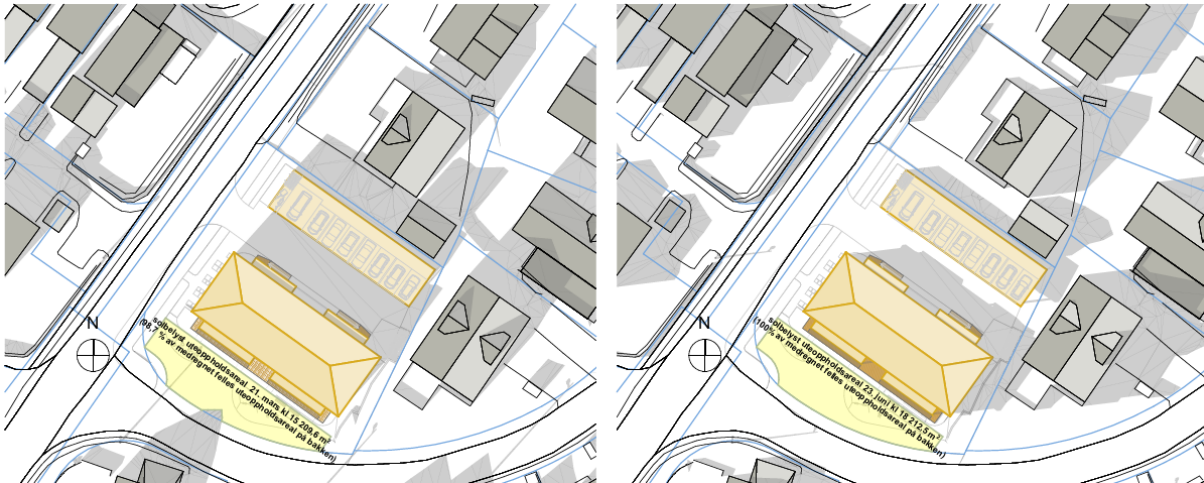 N
solbelyst uteoppholdsareal 21. mars kl 15 209,6 m²
(98,7 % av medregnet felles uteoppholdsareal på bakken)
N
solbelyst uteoppholdsareal 23. juni kl 18 212,5 m²
(100% av medregnet felles uteoppholdsareal på bakken)